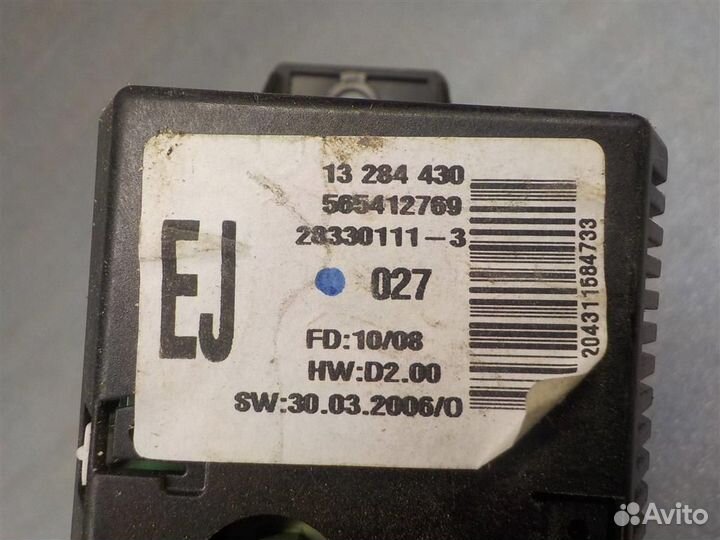 13 284 430
565412769
28330111-3
EJ
027
FD:10/08
HW:D2.00
SW:30.03.2006/0
204311584733
Avito